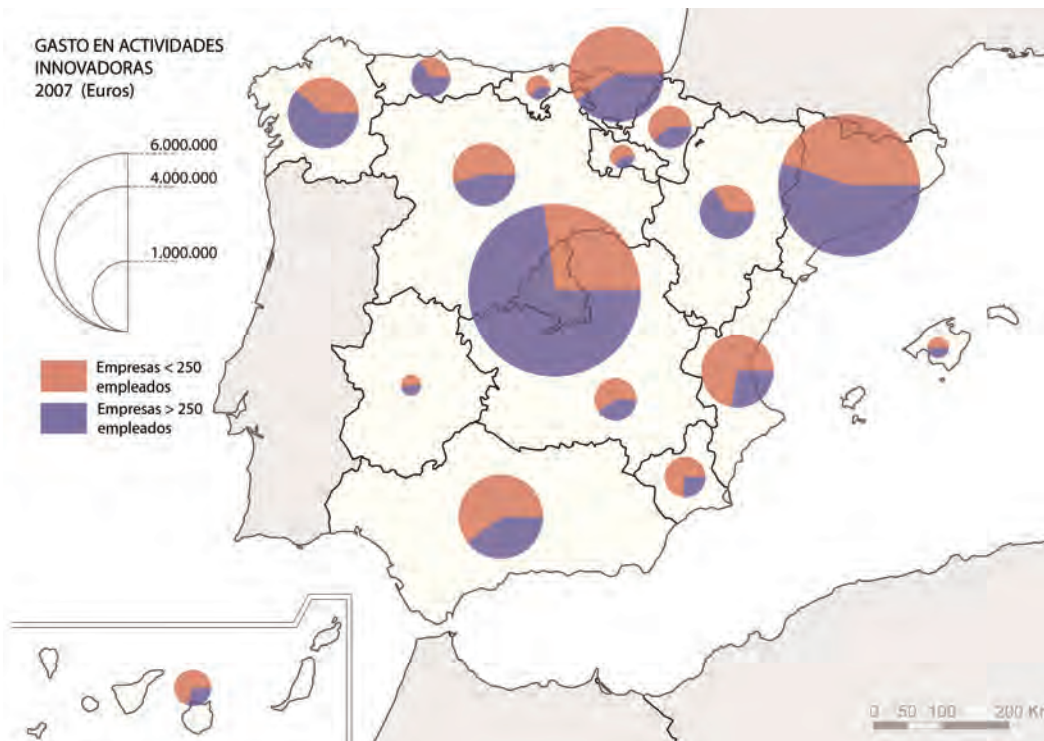 GASTO EN ACTIVIDADES
INNOVADORAS
2007 (Euros)
6.000.000
4.000.000
1.000.000
Empresas < 250
empleados
Empresas > 250
empleados
0 50 100 200 Km